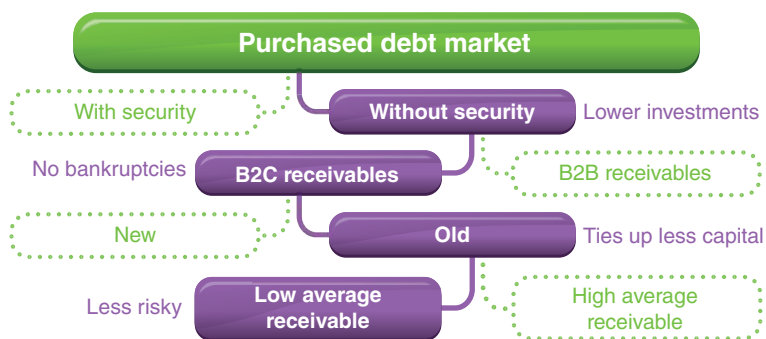 Purchased debt market
With security
Without security
Lower investments
No bankruptcies
B2C receivables
B2B receivables
New
Old
Ties up less capital
Less risky
Low average
receivable
High average
receivable